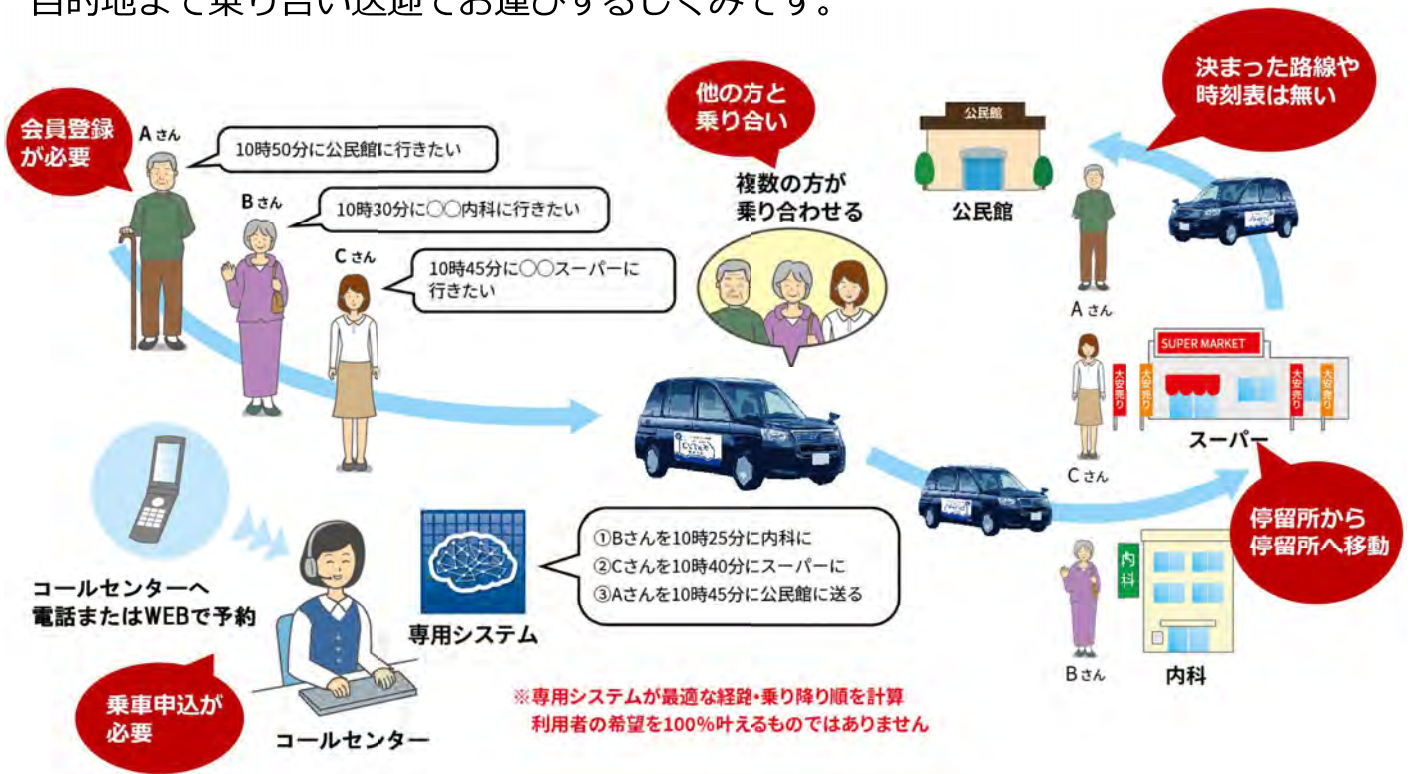 目的地まで乗り合い送迎でお運びするしくみです。
会員登録
が必要
Aさん
10時50分に公民館に行きたい
Bさん
10時30分に○○内科に行きたい
Cさん
10時45分に○○スーパーに
行きたい
他の方と
乗り合い
複数の方が
乗り合わせる
公民館
公民館
決まった路線や
時刻表は無い
Aさん
SUPER MARKET
大安売り
大安売り
大安売り
大安売り
スーパー
Cさん
停留所から
停留所へ移動
内科
Bさん
内科
コールセンターへ
電話またはWEBで予約
乗車申込が
必要
コールセンター
専用システム
①Bさんを10時25分に内科に
②Cさんを10時40分にスーパーに
③Aさんを10時45分に公民館に送る
※専用システムが最適な経路・乗り降り順を計算
利用者の希望を100%叶えるものではありません